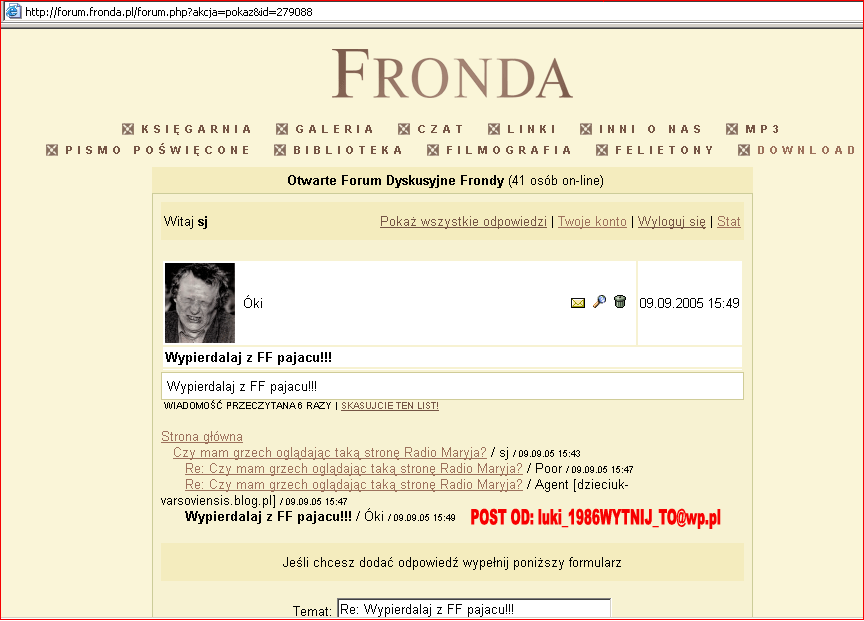 http://forum.fronda.pl/forum.php?akcja=pokaz&id=279088
FRONDA
KSIĘGARNIA GALERIA CZAT LINKI INNI O NAS MP3
PISMO POŚWIĘCONE BIBLIOTEKA FILMOGRAFIA FELIETONY DOWNLOAD
Otwarte Forum Dyskusyjne Frondy (41 osób on-line)
Witaj sj Pokaż wszystkie odpowiedzi | Twoje konto | Wyloguj się | Stat
Óki 09.09.2005 15:49
Wypierdalaj z FF pajacu!!!
Wypierdalaj z FF pajacu!!!
WIADOMOŚĆ PRZECZYTANA 6 RAZY | SKASUJCIE TEN LIST!
Strona główna
Czy mam grzech oglądając taką stronę Radio Maryja? / sj / 09.09.05 15:43
Re: Czy mam grzech oglądając taką stronę Radio Maryja? / Poor / 09.09.05 15:47
Re: Czy mam grzech oglądając taką stronę Radio Maryja? / Agent [dzieciuk-
varsoviensis.blog.pl] / 09.09.05 15:47
Wypierdalaj z FF pajacu!!! / Óki / 09.09.05 15:49 POST OD: luki_1986WYTNIJ_TO@wp.pl
Jeśli chcesz dodać odpowiedź wypełnij poniższy formularz
Temat: Re: Wypierdalaj z FF pajacu!!!